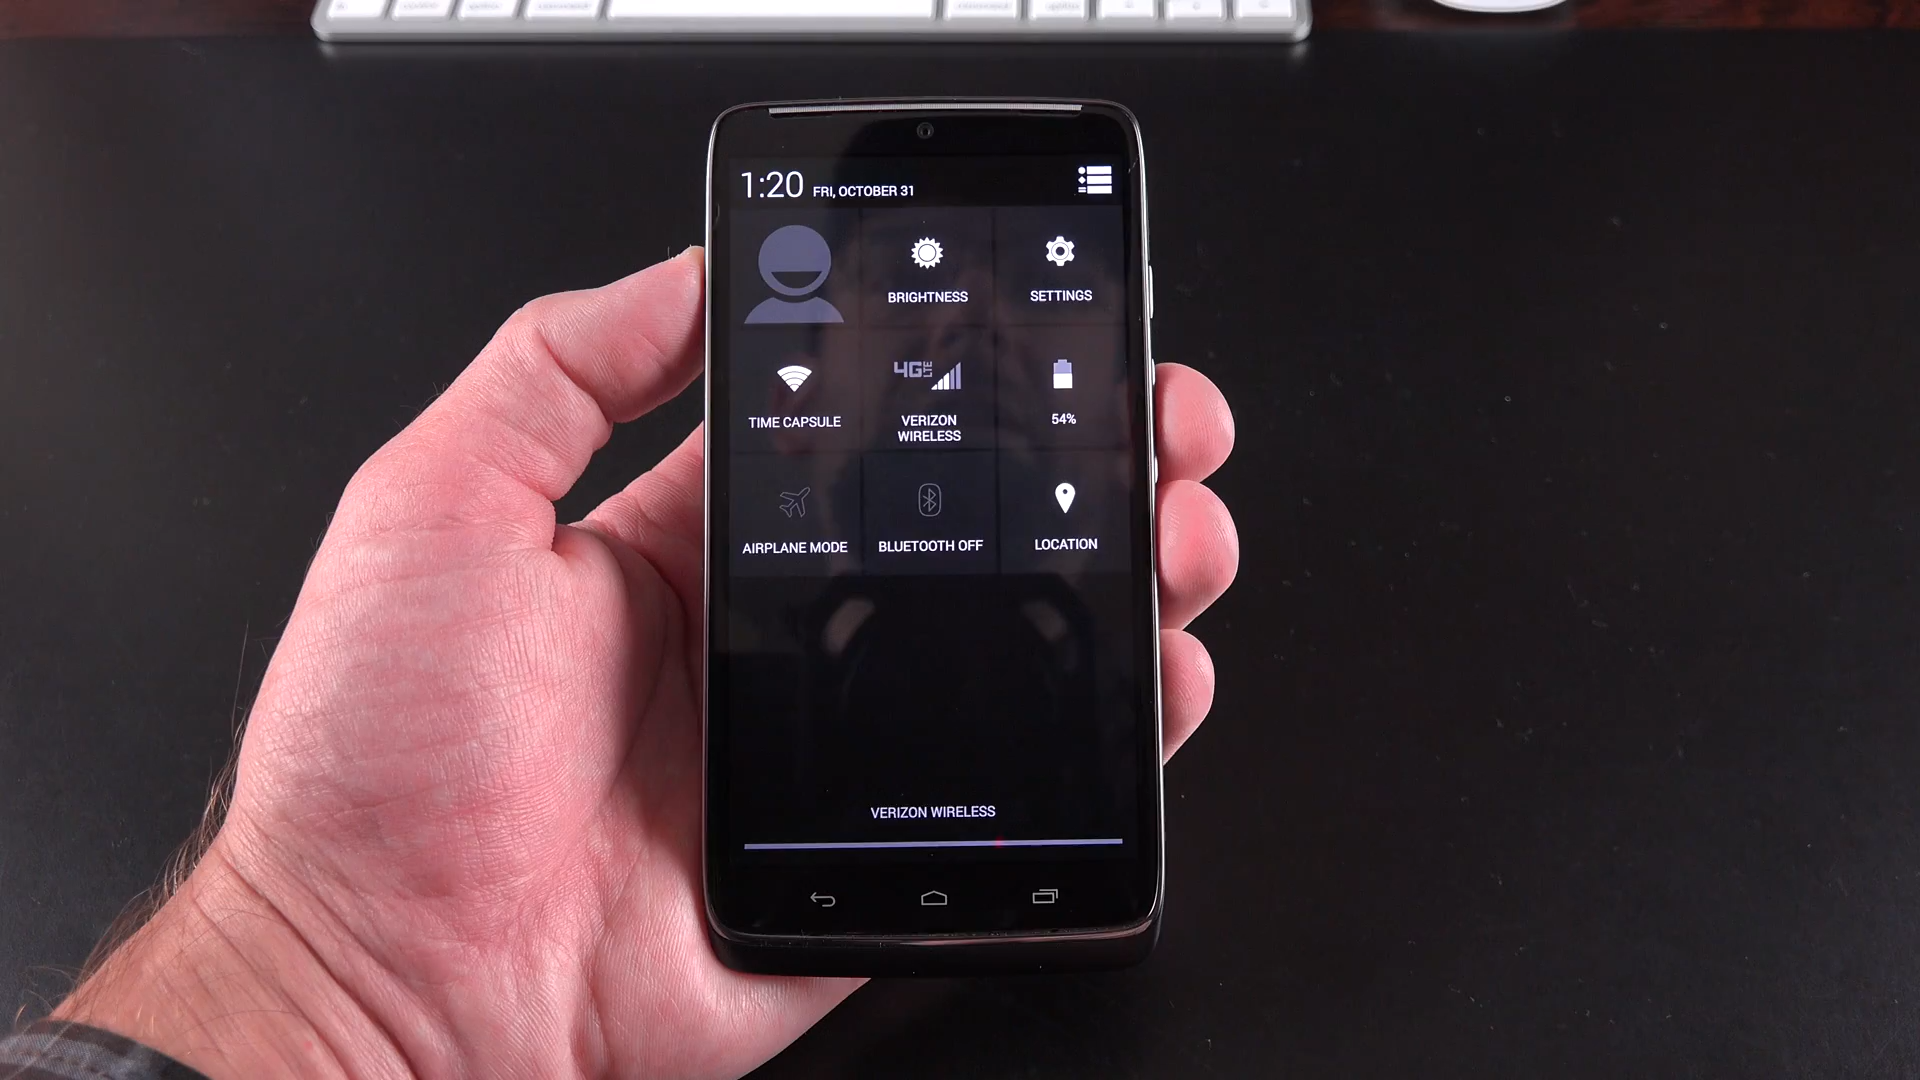 1:20 FRI, OCTOBER 31
BRIGHTNESS
SETTINGS
TIME CAPSULE
4G LTE
VERIZON
WIRELESS
54%
AIRPLANE MODE
BLUETOOTH OFF
LOCATION
VERIZON WIRELESS